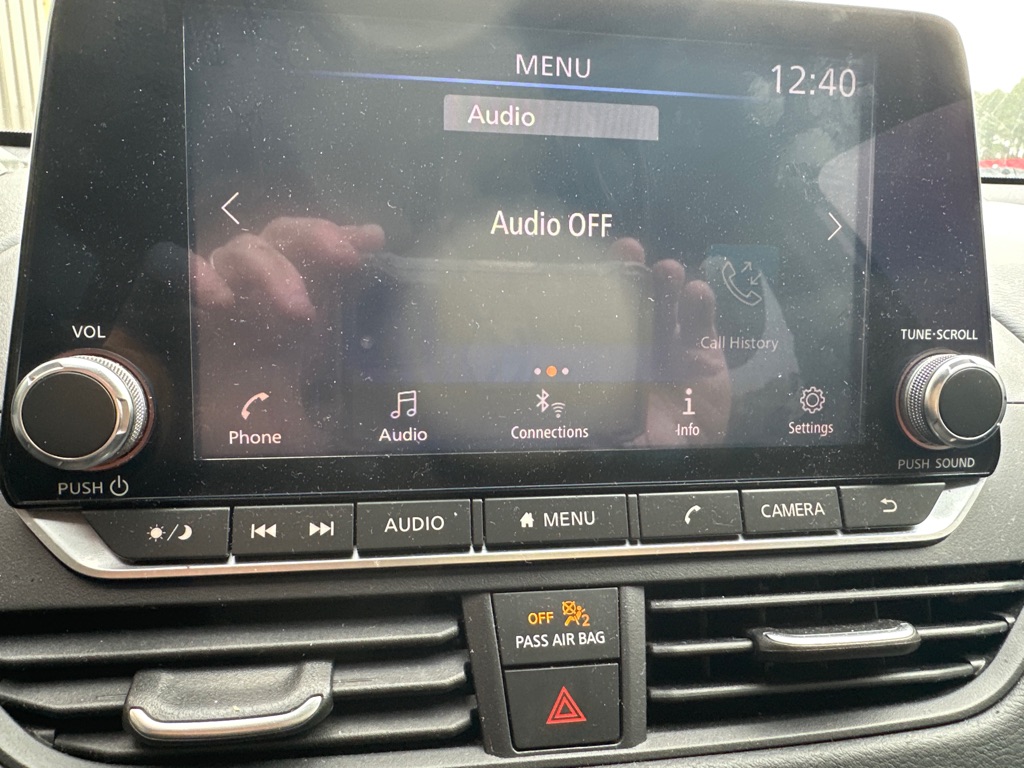 MENU
12:40
Audio
Audio OFF
Call History
VOL
TUNE·SCROLL
Phone
Audio
Connections
Info
Settings
PUSH
PUSH SOUND
AUDIO
MENU
CAMERA
OFF 2
PASS AIR BAG